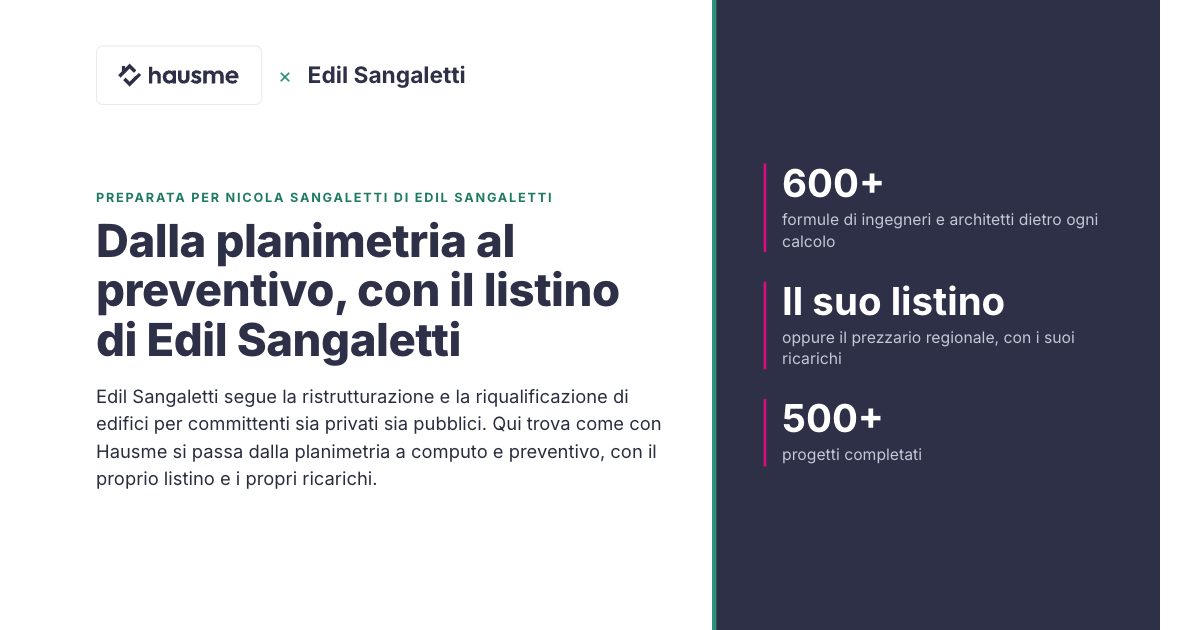 hausme × Edil Sangaletti
PREPARATA PER NICOLA SANGALETTI DI EDIL SANGALETTI
Dalla planimetria al
preventivo, con il listino
di Edil Sangaletti
Edil Sangaletti segue la ristrutturazione e la riqualificazione di
edifici per committenti sia privati sia pubblici. Qui trova come con
Hausme si passa dalla planimetria a computo e preventivo, con il
proprio listino e i propri ricarichi.
600+
formule di ingegneri e architetti dietro ogni
calcolo
Il suo listino
oppure il prezzario regionale, con i suoi
ricarichi
500+
progetti completati